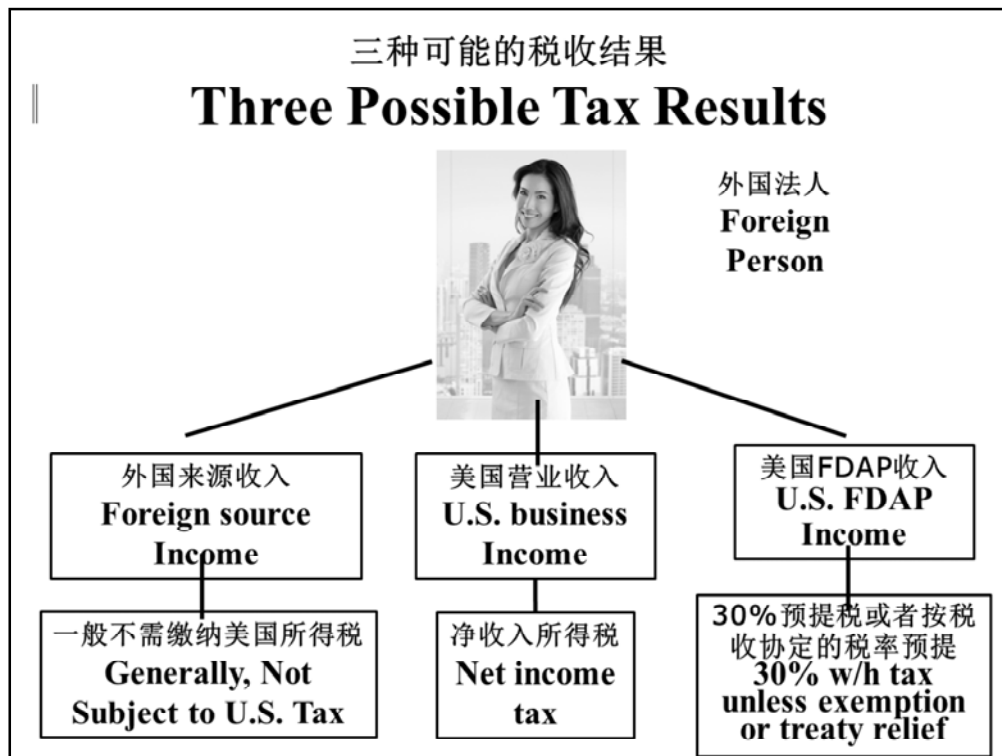 三种可能的税收结果
Three Possible Tax Results
外国法人
Foreign
Person
外国来源收入
Foreign source
Income
美国营业收入
U.S. business
Income
美国FDAP收入
U.S. FDAP
Income
一般不需缴纳美国所得税
Generally, Not
Subject to U.S. Tax
净收入所得税
Net income
tax
30%预提税或者按税
收协定的税率预提
30% w/h tax
unless exemption
or treaty relief